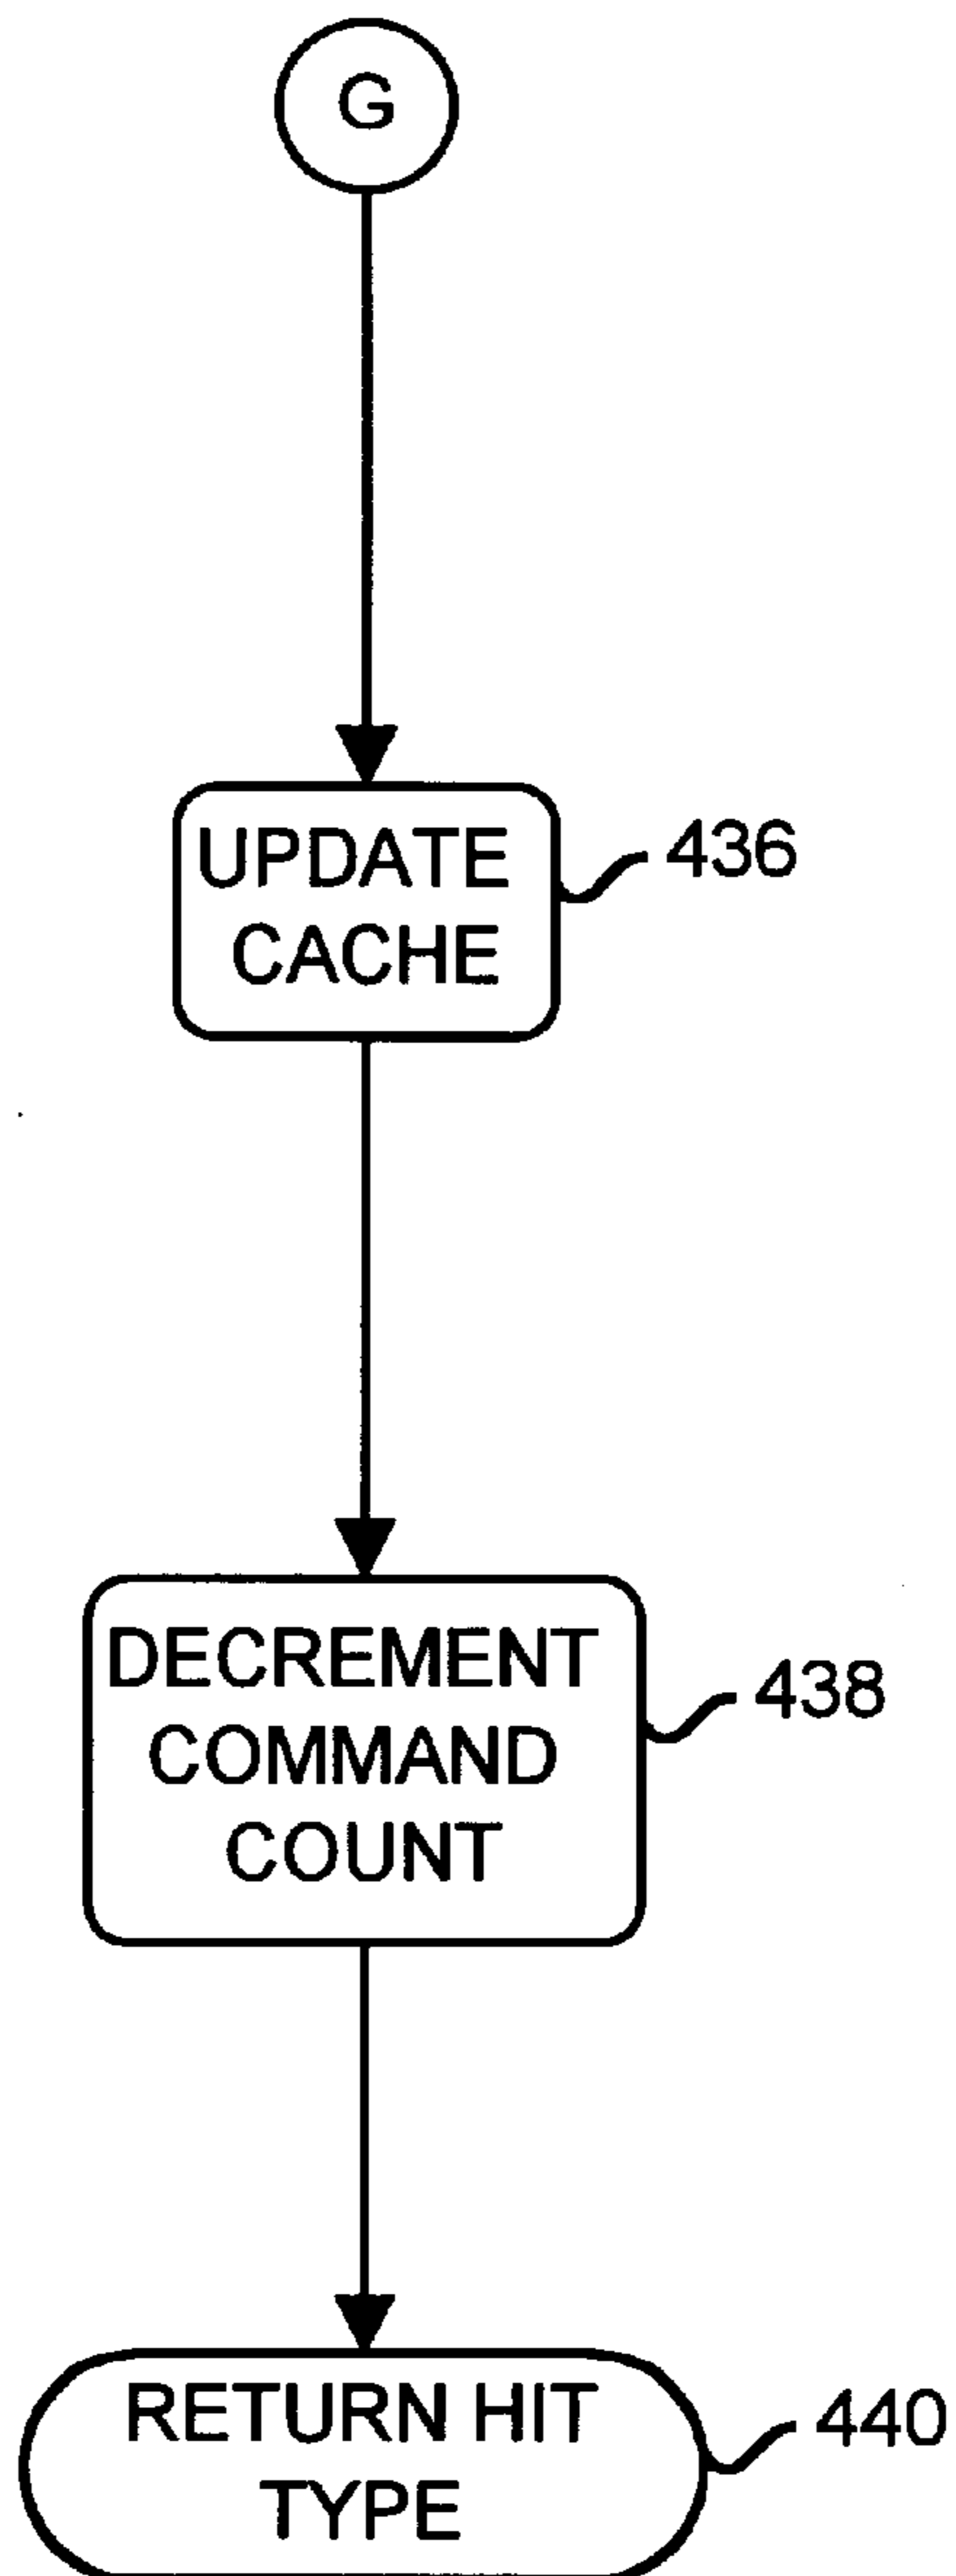 G
UPDATE
CACHE
436
DECREMENT
COMMAND
COUNT
438
RETURN HIT
TYPE
440